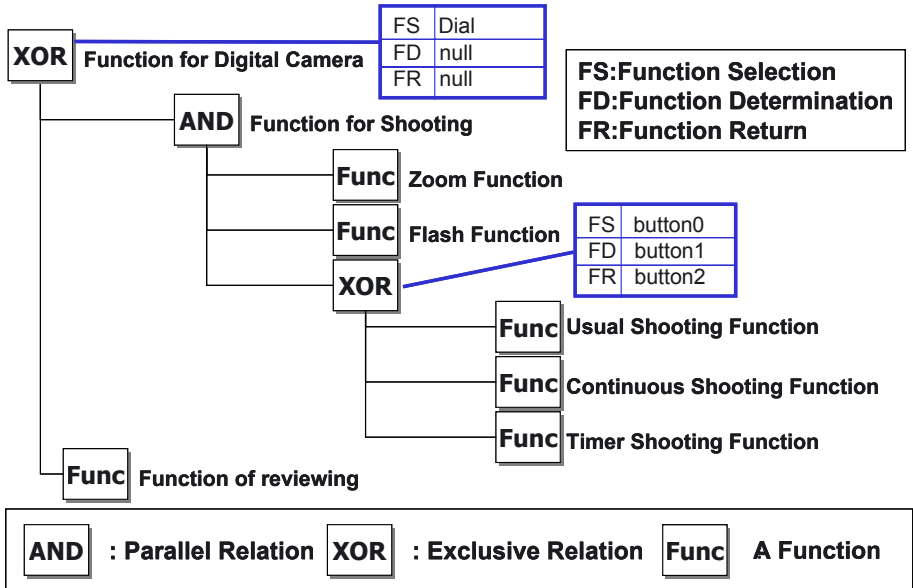 FS Dial
XOR Function for Digital Camera FD null
FR null
FS:Function Selection
FD:Function Determination
FR:Function Return
AND Function for Shooting
Func Zoom Function
Func Flash Function
FS button0
FD button1
FR button2
XOR
Func Usual Shooting Function
Func Continuous Shooting Function
Func Timer Shooting Function
Func Function of reviewing
AND : Parallel Relation XOR : Exclusive Relation Func A Function